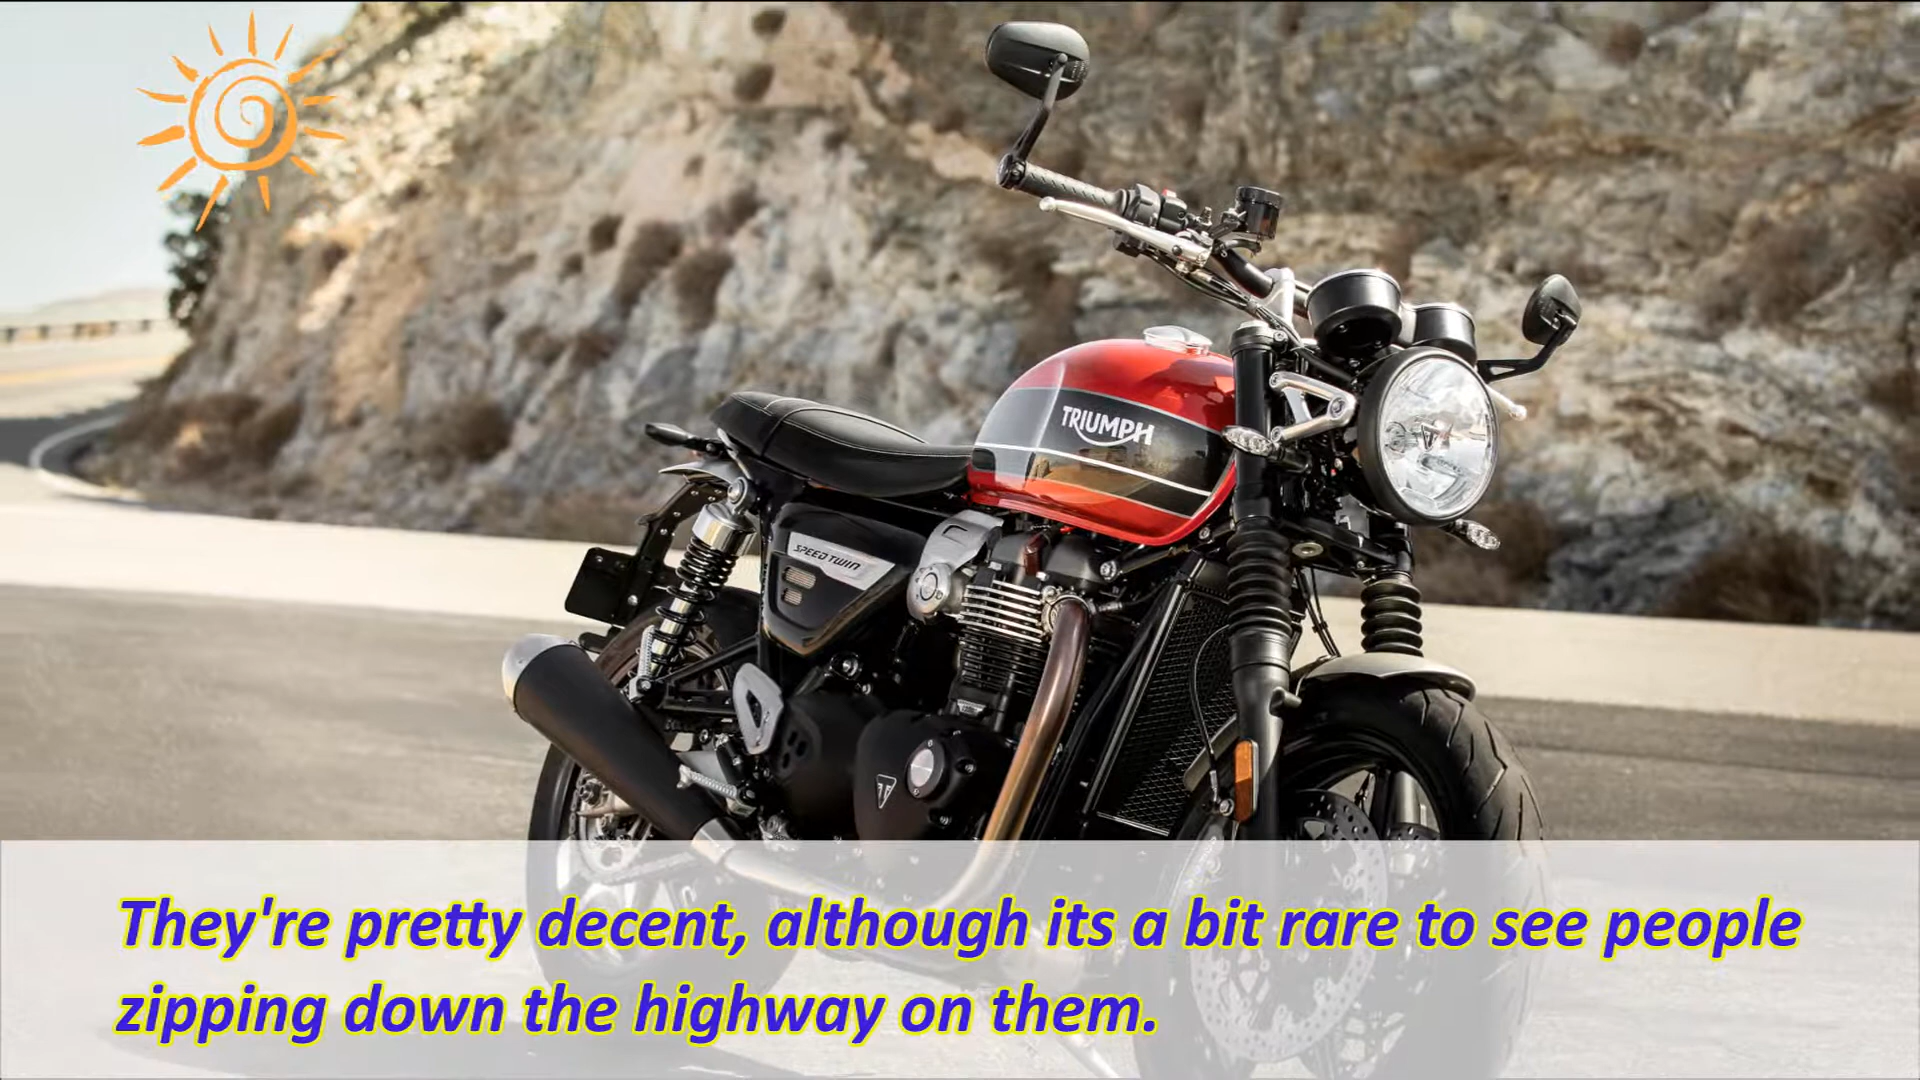 TRIUMPH
SPEED TWIN
They're pretty decent, although its a bit rare to see people
zipping down the highway on them.